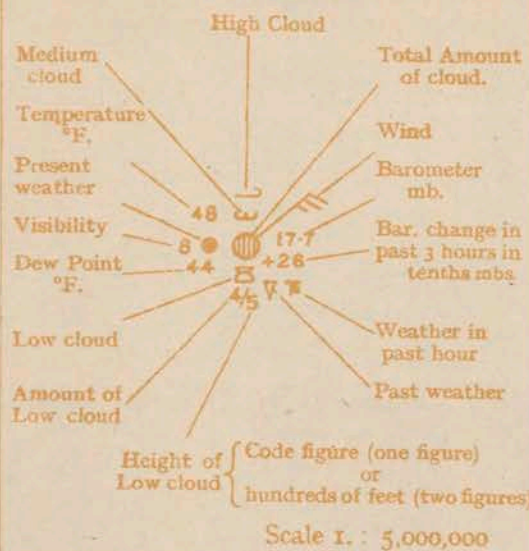 High Cloud
Medium
cloud
Total Amount
of cloud.
Temperature
°F.
Wind
Present
weather
Barometer
mb.
48
Visibility
8
17.7
Bar. change in
past 3 hours in
tenths mbs.
Dew Point
°F.
44
+26
4/5
Low cloud
Weather in
past hour
Amount of
Low cloud
Past weather
Height of
Low cloud
Code figure (one figure)
or
hundreds of feet (two figures)
Scale 1. : 5,000,000